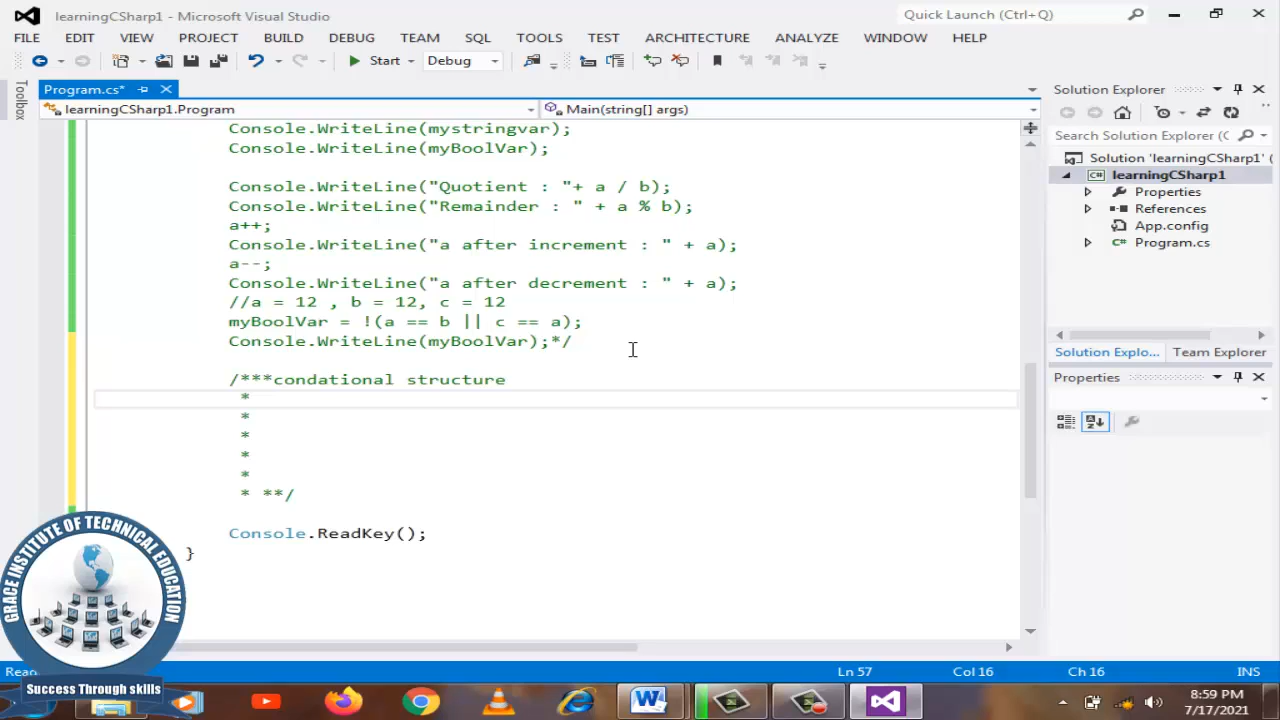 learningCSharp1 - Microsoft Visual Studio
Quick Launch (Ctrl+Q)
FILE EDIT VIEW PROJECT BUILD DEBUG TEAM SQL TOOLS TEST ARCHITECTURE ANALYZE WINDOW HELP
Start Debug
Toolbox
Program.cs*
learningCSharp1.Program
Main(string[] args)
Console.WriteLine(mystringvar);
Console.WriteLine(myBoolVar);
Console.WriteLine("Quotient : "+ a / b);
Console.WriteLine("Remainder : " + a % b);
a++;
Console.WriteLine("a after increment : " + a);
a--;
Console.WriteLine("a after decrement : " + a);
//a = 12 , b = 12, c = 12
myBoolVar = !(a == b || c == a);
Console.WriteLine(myBoolVar);*/
/***condational structure
*
*
*
*
*
* **/
Console.ReadKey();
}
Solution Explorer
Search Solution Explorer (C
Solution 'learningCSharp1' (
C# learningCSharp1
Properties
References
App.config
C# Program.cs
Solution Explo... Team Explorer
Properties
GRACE INSTITUTE OF TECHNICAL EDUCATION
Success Through skills
Ln 57 Col 16 Ch 16 INS
8:59 PM
7/17/2021